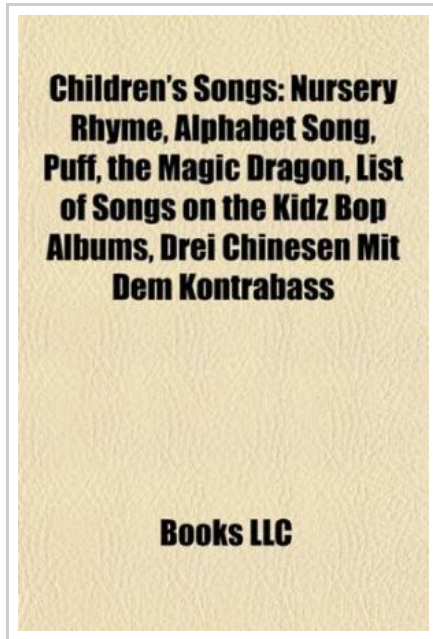 Children's Songs: Nursery
Rhyme, Alphabet Song,
Puff, the Magic Dragon, List
of Songs on the Kidz Bop
Albums, Drei Chinesen Mit
Dem Kontrabass
Books LLC